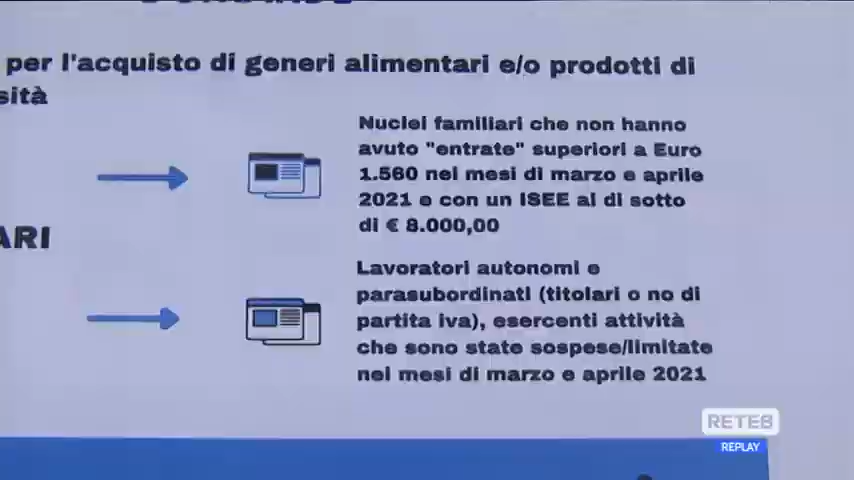 per l'acquisto di generi alimentari e/o prodotti di
sità
Nuclei familiari che non hanno
avuto "entrate" superiori a Euro
1.560 nei mesi di marzo e aprile
2021 e con un ISEE al di sotto
di € 8.000,00
ARI
Lavoratori autonomi e
parasubordinati (titolari o no di
partita iva), esercenti attività
che sono state sospese/limitate
nei mesi di marzo e aprile 2021
RETE8
REPLAY